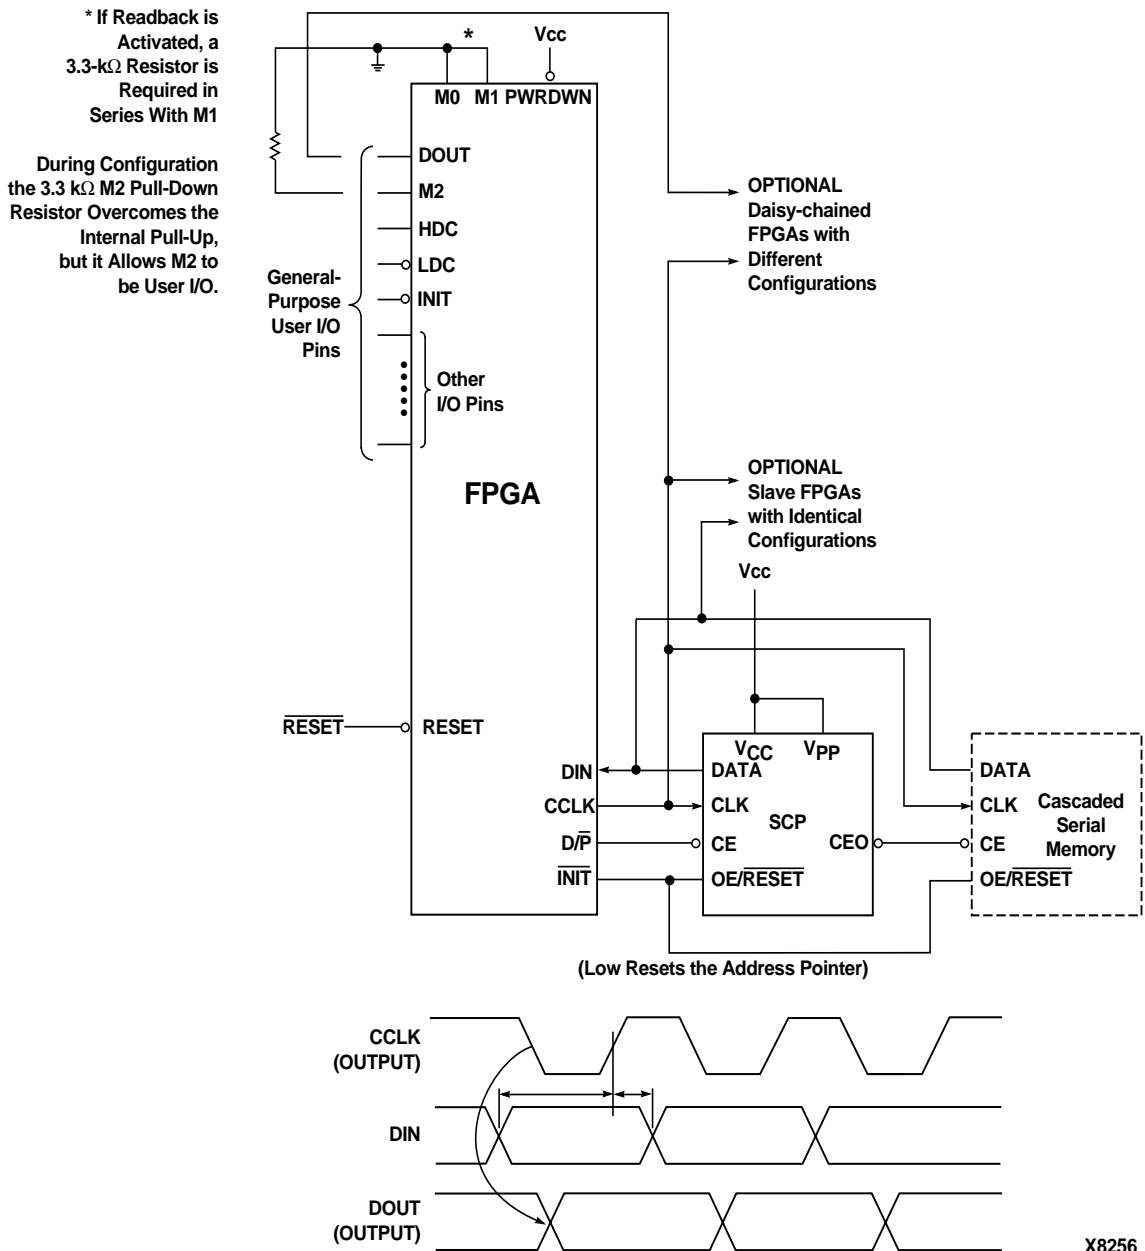 * If Readback is
Activated, a
3.3-kΩ Resistor is
Required in
Series With M1
During Configuration
the 3.3 kΩ M2 Pull-Down
Resistor Overcomes the
Internal Pull-Up,
but it Allows M2 to
be User I/O.
*
Vcc
M0 M1 PWRDWN
DOUT
M2
HDC
LDC
INIT
General-
Purpose
User I/O
Pins
Other
I/O Pins
FPGA
OPTIONAL
Daisy-chained
FPGAs with
Different
Configurations
OPTIONAL
Slave FPGAs
with Identical
Configurations
Vcc
RESET
RESET
DIN
CCLK
D/P
INIT
VCC VPP
DATA
CLK
SCP
CE
CEO
OE/RESET
DATA
CLK
CE
OE/RESET
Cascaded
Serial
Memory
(Low Resets the Address Pointer)
CCLK
(OUTPUT)
DIN
DOUT
(OUTPUT)
X8256